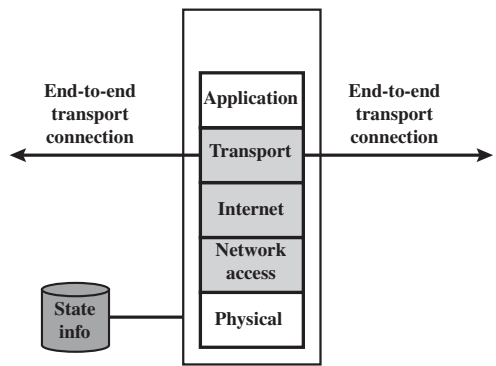 End-to-end
transport
connection
Application
Transport
Internet
Network
access
Physical
End-to-end
transport
connection
State
info